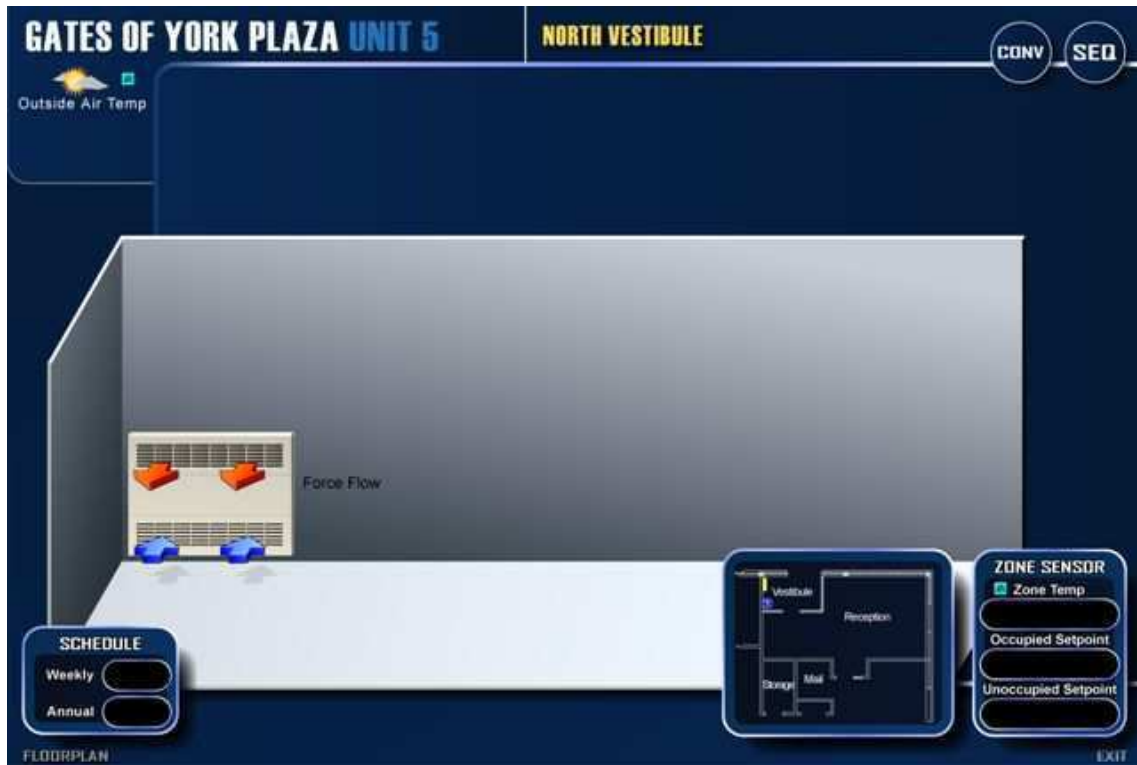 GATES OF YORK PLAZA UNIT 5
NORTH VESTIBULE
CONV
SEQ
Outside Air Temp
Force Flow
Vestibule
Reception
Storage
Mail
ZONE SENSOR
Zone Temp
Occupied Setpoint
Unoccupied Setpoint
SCHEDULE
Weekly
Annual
FLOORPLAN
EXIT